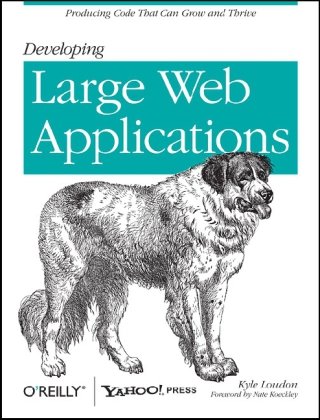 Producing Code That Can Grow and Thrive
Developing
Large Web
Applications
Kyle Loudon
Foreword by Nate Koechley
O'REILLY® YAHOO! PRESS